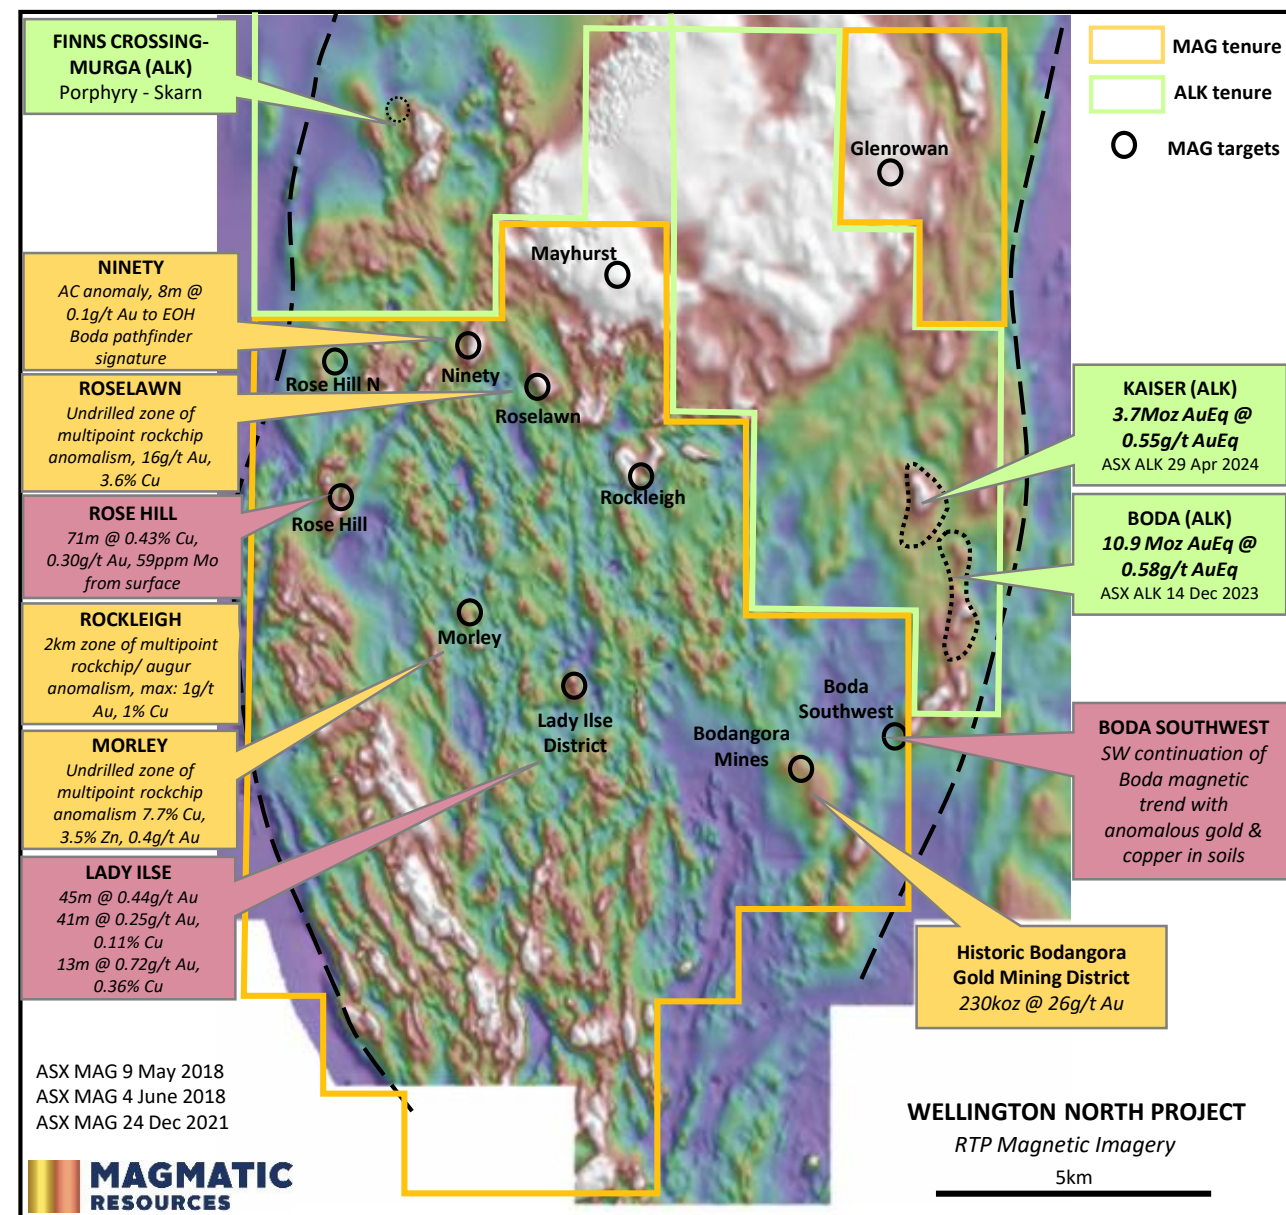 FINNS CROSSING-
MURGA (ALK)
Porphyry - Skarn
NINETY
AC anomaly, 8m @
0.1g/t Au to EOH
Boda pathfinder
signature
ROSELAWN
Undrilled zone of
multipoint rockchip
anomalism, 16g/t Au,
3.6% Cu
ROSE HILL
71m @ 0.43% Cu,
0.30g/t Au, 59ppm Mo
from surface
ROCKLEIGH
2km zone of multipoint
rockchip/ augur
anomalism, max: 1g/t
Au, 1% Cu
MORLEY
Undrilled zone of
multipoint rockchip
anomalism 7.7% Cu,
3.5% Zn, 0.4g/t Au
LADY ILSE
45m @ 0.44g/t Au
41m @ 0.25g/t Au,
0.11% Cu
13m @ 0.72g/t Au,
0.36% Cu
ASX MAG 9 May 2018
ASX MAG 4 June 2018
ASX MAG 24 Dec 2021
MAGMATIC
RESOURCES
Glenrowan
Mayhurst
Rose Hill N
Ninety
Roselawn
Rockleigh
Rose Hill
Morley
Lady Ilse
District
Boda
Southwest
Bodangora
Mines
MAG tenure
ALK tenure
MAG targets
KAISER (ALK)
3.7Moz AuEq @
0.55g/t AuEq
ASX ALK 29 Apr 2024
BODA (ALK)
10.9 Moz AuEq @
0.58g/t AuEq
ASX ALK 14 Dec 2023
BODA SOUTHWEST
SW continuation of
Boda magnetic
trend with
anomalous gold &
copper in soils
Historic Bodangora
Gold Mining District
230koz @ 26g/t Au
WELLINGTON NORTH PROJECT
RTP Magnetic Imagery
5km